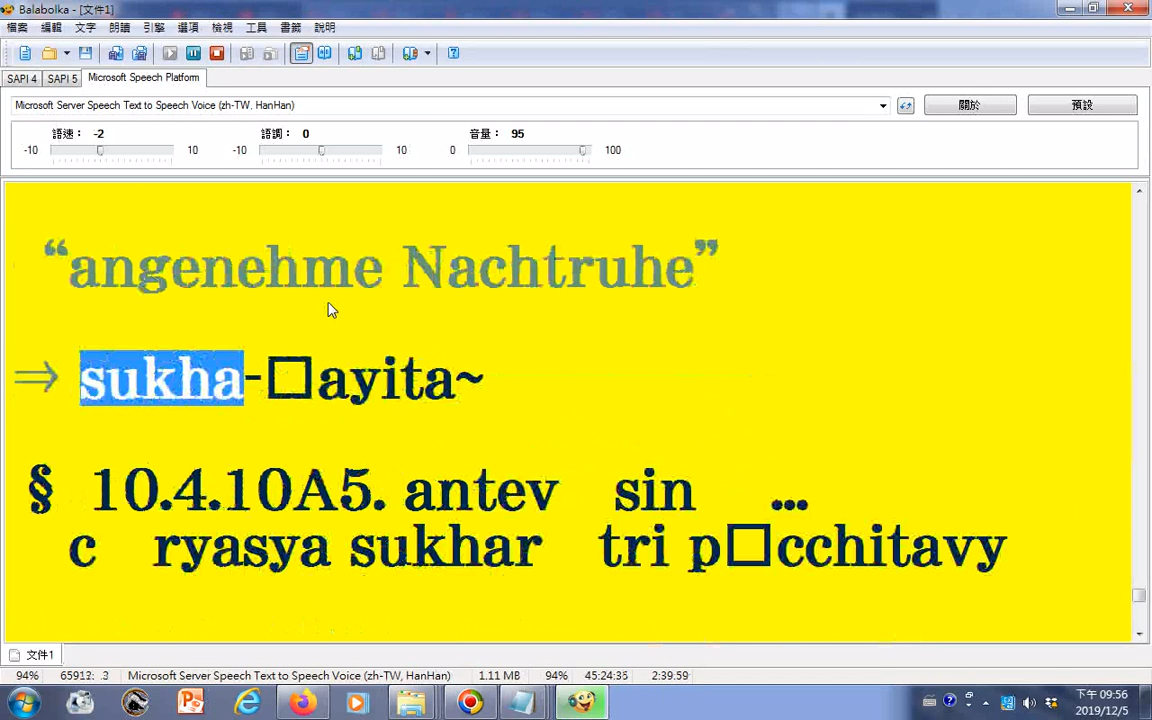 Balabolka - [文件1]
檔案 編輯 文字 朗讀 引擎 選項 檢視 工具 書籤 說明
SAPI 4 SAPI 5 Microsoft Speech Platform
Microsoft Server Speech Text to Speech Voice (zh-TW, HanHan) 關於 預設
語速： -2 語調： 0 音量： 95
-10 10 -10 10 0 100
“angenehme Nachtruhe”
⇒ sukha-□ayita~
§ 10.4.10A5. antev sin ...
c ryasya sukhar tri p□cchitavy
文件1
94% 65912: .3 Microsoft Server Speech Text to Speech Voice (zh-TW, HanHan) 1.11 MB 94% 45:24:35 2:39.59
下午 09:56
2019/12/5